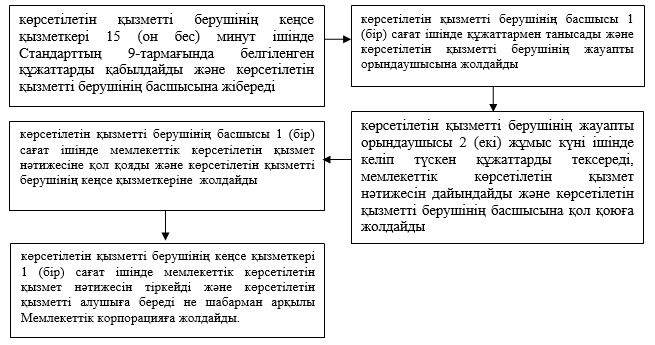 көрсетілетін қызметті берушінің кеңсе
қызметкері 15 (он бес) минут ішінде
Стандарттың 9-тармағында белгіленген
құжаттарды қабылдайды және көрсетілетін
қызметті берушінің басшысына жібереді
көрсетілетін қызметті берушінің басшысы 1
(бір) сағат ішінде құжаттармен танысады және
көрсетілетін қызметті берушінің жауапты
орындаушысына жолдайды
көрсетілетін қызметті берушінің жауапты
орындаушысы 2 (екі) жұмыс күні ішінде
келіп түскен құжаттарды тексереді,
мемлекеттік көрсетілетін қызмет
нәтижесін дайындайды және көрсетілетін
қызметті берушінің басшысына қол қоюға
жолдайды
көрсетілетін қызметті берушінің басшысы 1 (бір)
сағат ішінде мемлекеттік көрсетілетін қызмет
нәтижесіне қол қояды және көрсетілетін қызметті
берушінің кеңсе қызметкеріне жолдайды
көрсетілетін қызметті берушінің кеңсе қызметкері
1 (бір) сағат ішінде мемлекеттік көрсетілетін
қызмет нәтижесін тіркейді және көрсетілетін
қызметті алушыға береді не шабарман арқылы
Мемлекеттік корпорацияға жолдайды.